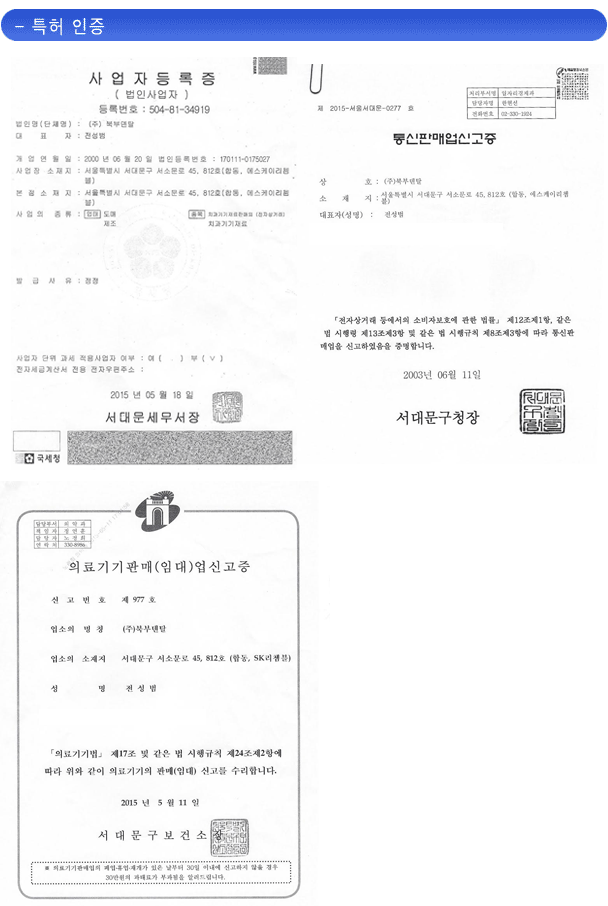 - 특허 인증
사 업 자 등 록 증
( 법인사업자 )
등록번호 : 504-81-34919
법인명(단체명) : (주) 북부덴탈
대 표 자 : 전성범
개 업 연 월 일 : 2000 년 06 월 20 일 법인등록번호 : 170111-0175027
사업장 소재지 : 서울특별시 서대문구 서소문로 45, 812호(합동, 에스케이리쳄
블)
본 점 소 재 지 : 서울특별시 서대문구 서소문로 45, 812호(합동, 에스케이리쳄
블)
사 업 의 종 류 : 업태 도매 종목 치과기기재료판매업 (전자상거래)
제조 치과기기재료
발 급 사 유 : 정정
사업자 단위 과세 적용사업자 여부 : 여 ( ) 부 ( ∨ )
전자세금계산서 전용 전자우편주소 :
2015 년 05 월 18 일
서대문세무서장
국세청
처리부서명 일자리경제과
담당자명
전화번호 02-330-1924
제 2015-서울서대문-0277 호
통신판매업신고증
상 호 : (주)북부덴탈
소 재 지 : 서울특별시 서대문구 서소문로 45, 812호 (합동, 에스케이리쳄
블)
대표자(성명) : 전성범
「전자상거래 등에서의 소비자보호에 관한 법률」 제12조제1항, 같은
법 시행령 제13조제3항 및 같은 법 시행규칙 제8조제3항에 따라 통신판
매업을 신고하였음을 증명합니다.
2003년 06월 11일
서대문구청장
담당부서 의약과
책임자
담당자 노경희
연락처 330-8986
의료기기판매(임대)업신고증
신 고 번 호 제 977 호
업소의 명 칭 (주)북부덴탈
업소의 소재지 서대문구 서소문로 45, 812호 (합동, SK리쳄블)
성 명 전 성 범
「의료기기법」 제17조 및 같은 법 시행규칙 제24조제2항에
따라 위와 같이 의료기기의 판매(임대) 신고를 수리합니다.
2015 년 5 월 11 일
서 대 문 구 보 건 소 장
※ 의료기기판매업의 폐업·휴업·재개가 있은 날부터 30일 이내에 신고하지 않을 경우
30만원의 과태료가 부과됨을 알려드립니다.